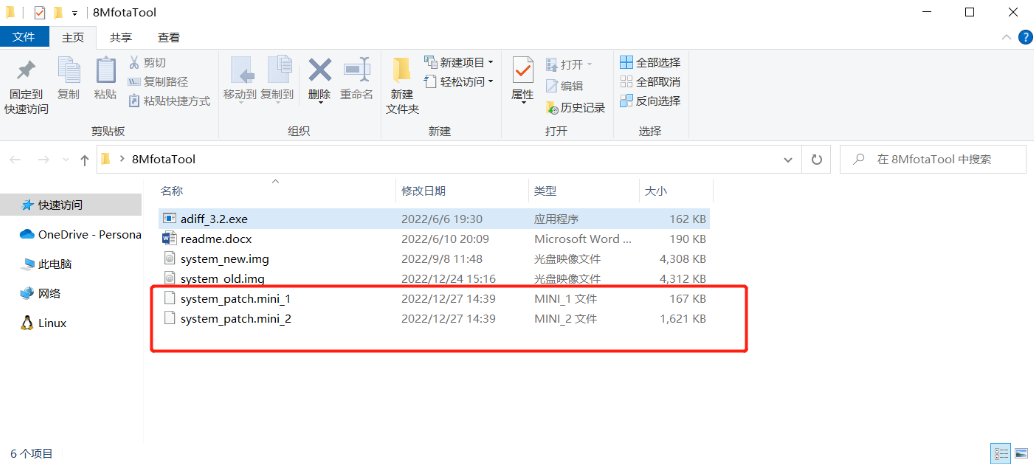 8MfotaTool
文件 主页 共享 查看
固定到快速访问 复制 粘贴 剪切 复制路径 粘贴快捷方式 移动到 复制到 删除 重命名 新建文件夹 新建项目 轻松访问 属性 打开 编辑 历史记录 全部选择 全部取消 反向选择
剪贴板 组织 新建 打开 选择
8MfotaTool 在 8MfotaTool 中搜索
名称 修改日期 类型 大小
快速访问
OneDrive - Persona
此电脑
网络
Linux
adiff_3.2.exe 2022/6/6 19:30 应用程序 162 KB
readme.docx 2022/6/10 20:09 Microsoft Word ... 190 KB
system_new.img 2022/9/8 11:48 光盘映像文件 4,308 KB
system_old.img 2022/12/24 15:16 光盘映像文件 4,312 KB
system_patch.mini_1 2022/12/27 14:39 MINI_1 文件 167 KB
system_patch.mini_2 2022/12/27 14:39 MINI_2 文件 1,621 KB
6 个项目